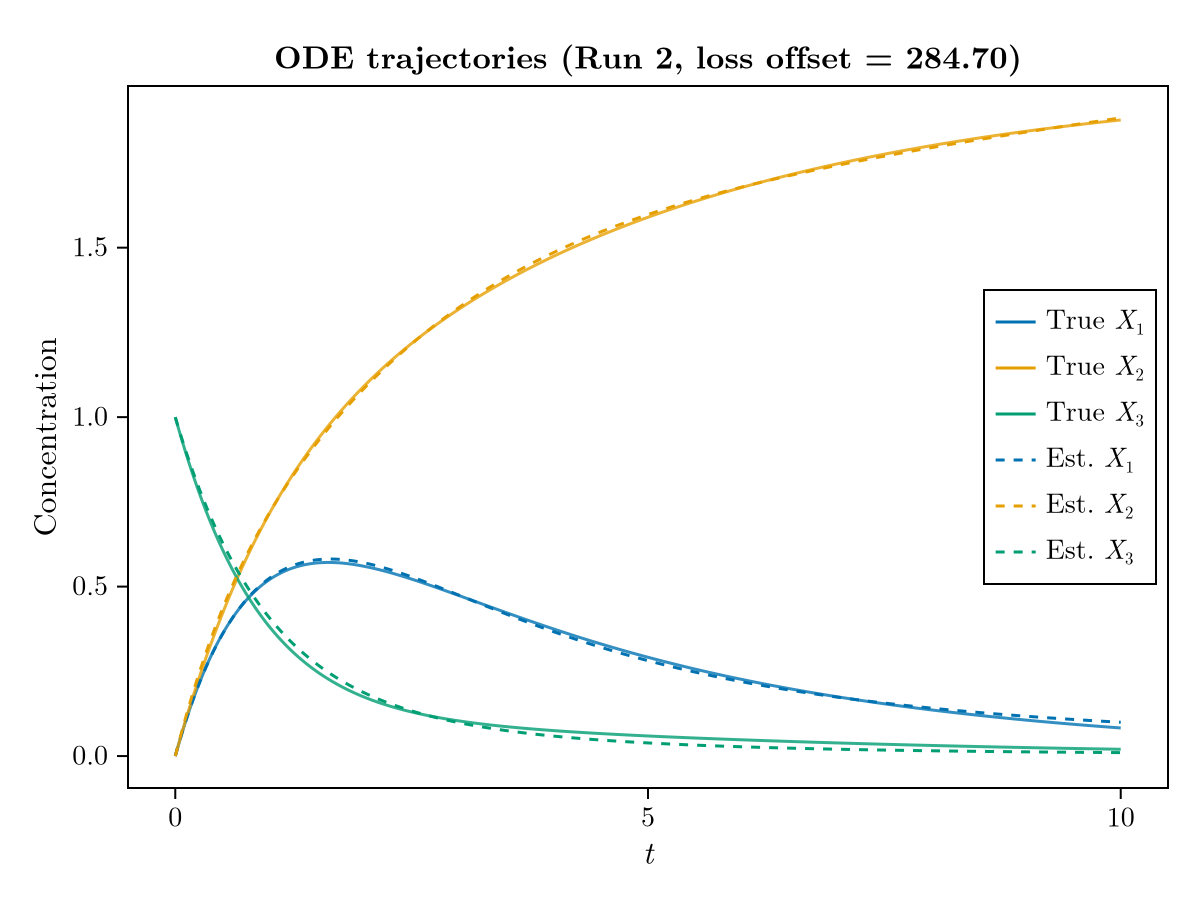 ODE trajectories (Run 2, loss offset = 284.70)
Concentration
1.5
1.0
0.5
0.0
True X₁
True X₂
True X₃
Est. X₁
Est. X₂
Est. X₃
0 5 10
t